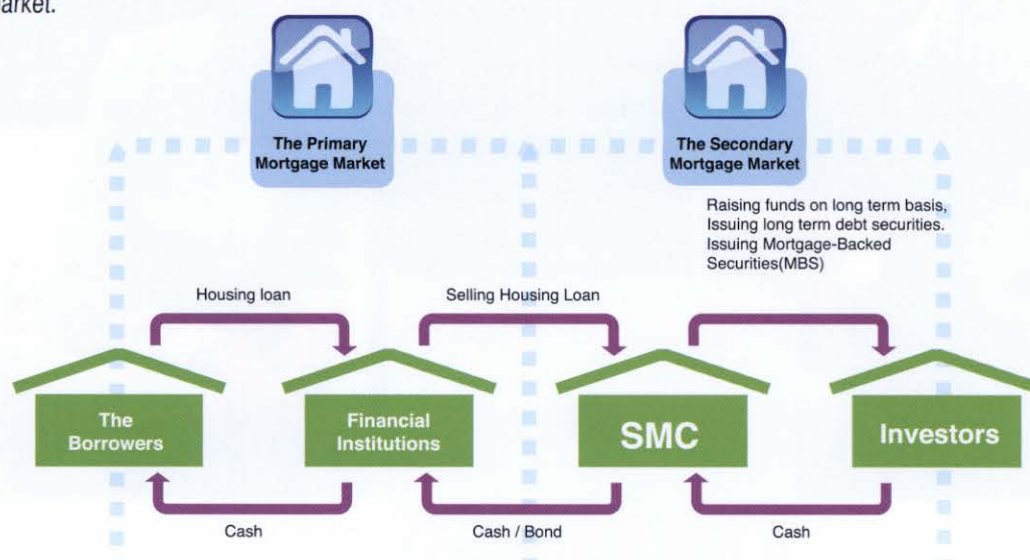 The Primary
Mortgage Market
The Secondary
Mortgage Market
Raising funds on long term basis,
Issuing long term debt securities.
Issuing Mortgage-Backed
Securities(MBS)
Housing loan
Selling Housing Loan
The
Borrowers
Financial
Institutions
SMC
Investors
Cash
Cash / Bond
Cash